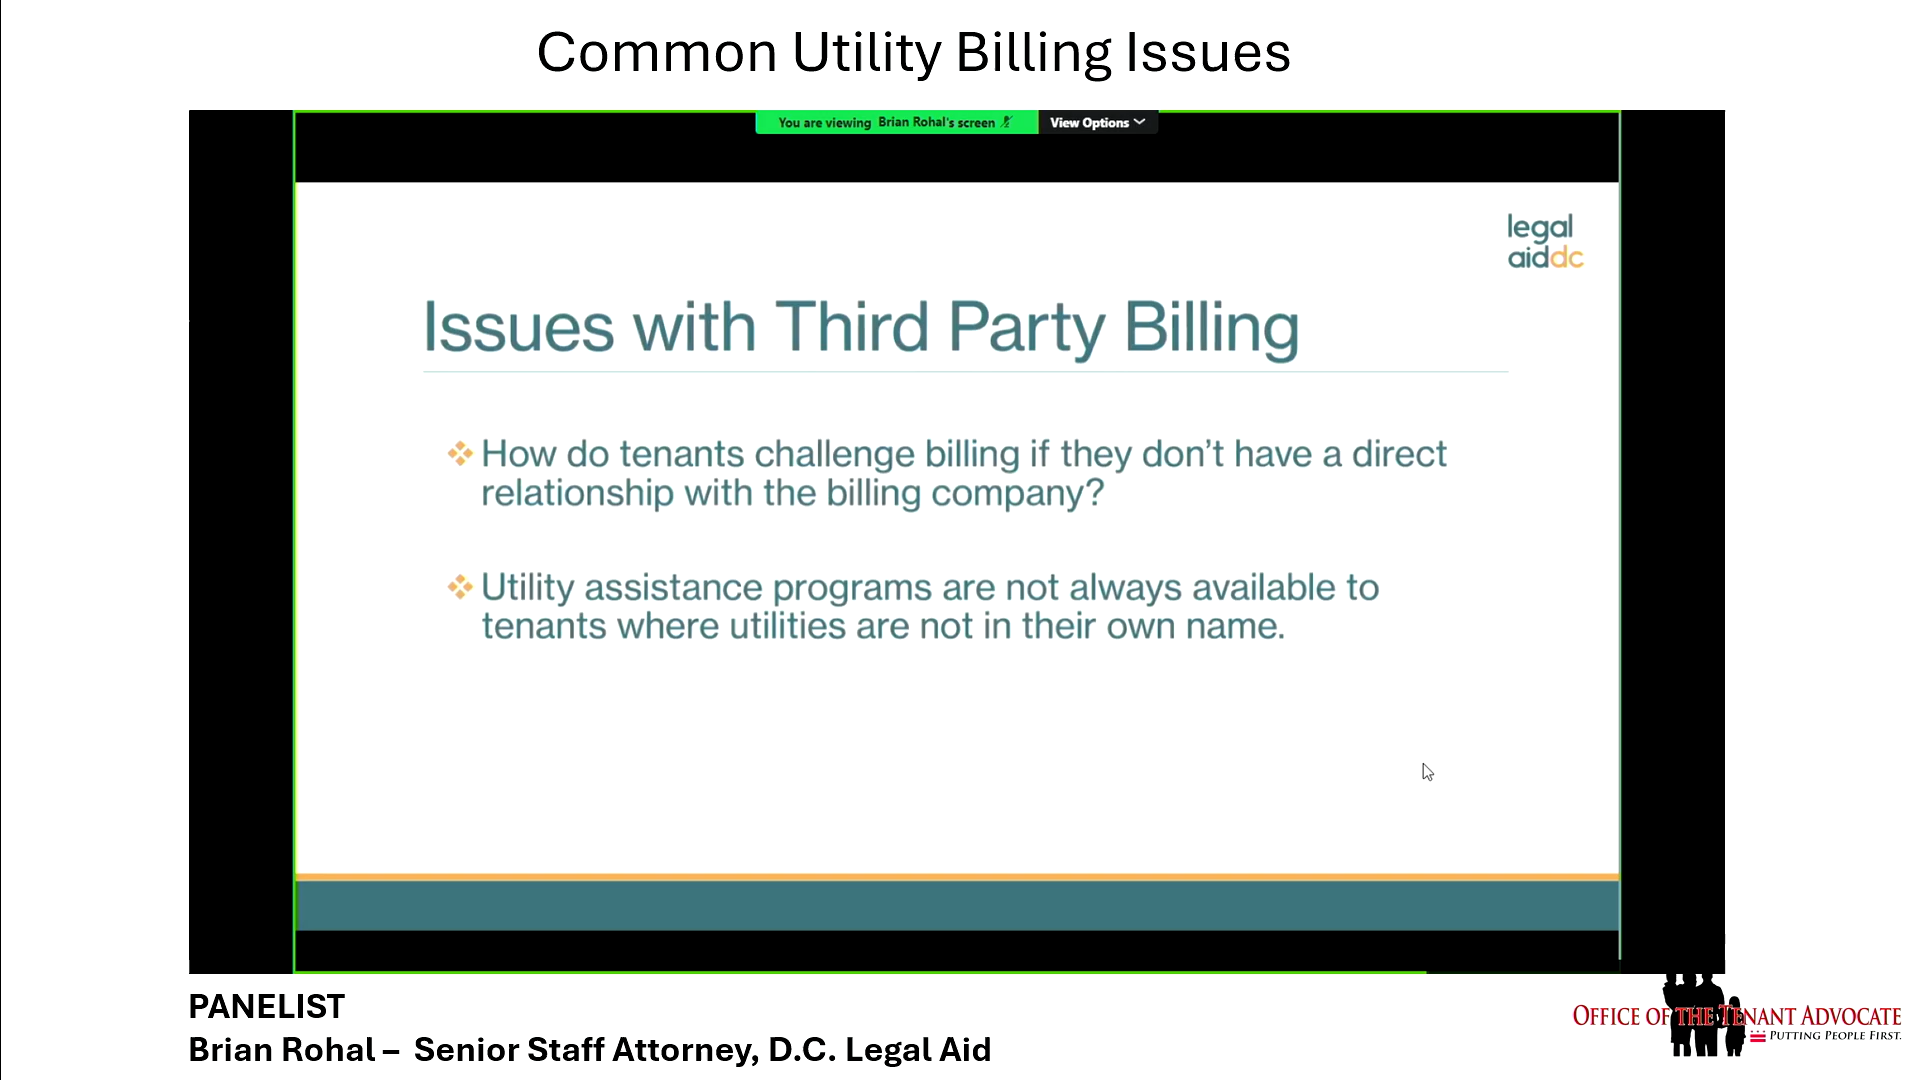 Common Utility Billing Issues
You are viewing Brian Rohal's screen
View Options
legal
aiddc
Issues with Third Party Billing
How do tenants challenge billing if they don’t have a direct
relationship with the billing company?
Utility assistance programs are not always available to
tenants where utilities are not in their own name.
PANELIST
Brian Rohal – Senior Staff Attorney, D.C. Legal Aid
OFFICE OF THE TENANT ADVOCATE
PUTTING PEOPLE FIRST.